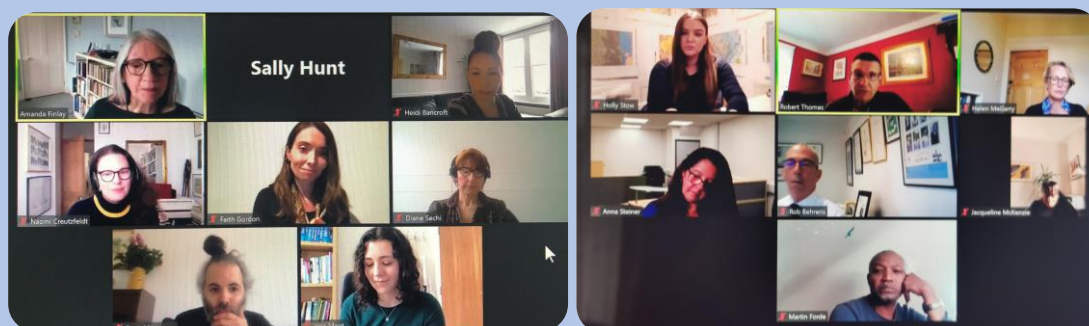 Sally Hunt
Amanda Finlay
Heidi Bancroft
Naomi Creutzfeldt
Faith Gordon
Diane Sechi
Holly Stow
Robert Thomas
Helen Megarry
Anna Steiner
Rob Behrens
Jacqueline McKenzie
Martin Forde